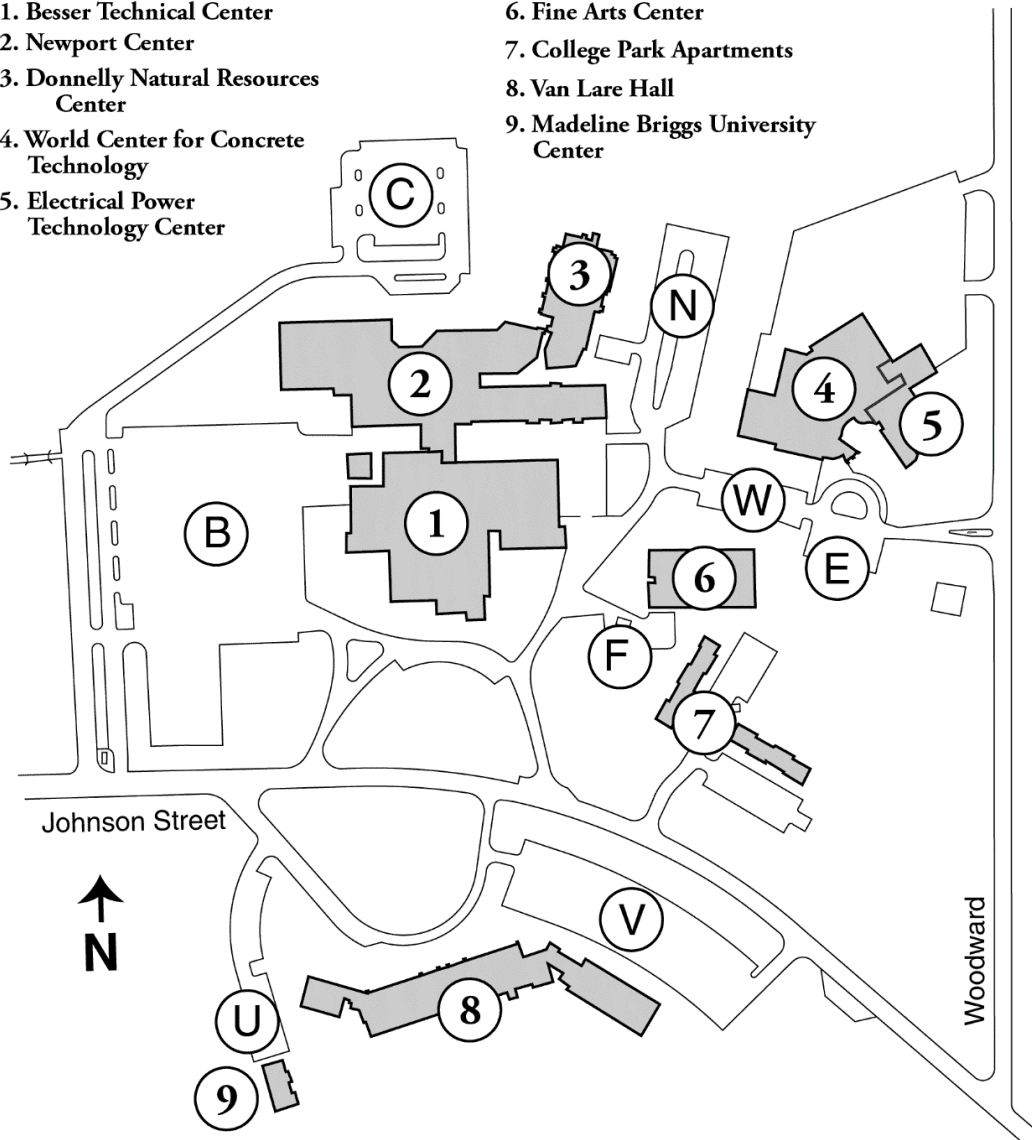 1. Besser Technical Center
2. Newport Center
3. Donnelly Natural Resources
Center
4. World Center for Concrete
Technology
5. Electrical Power
Technology Center
6. Fine Arts Center
7. College Park Apartments
8. Van Lare Hall
9. Madeline Briggs University
Center
C
3
N
2
4
5
1
B
W
E
6
F
7
Johnson Street
N
V
Woodward
8
U
9